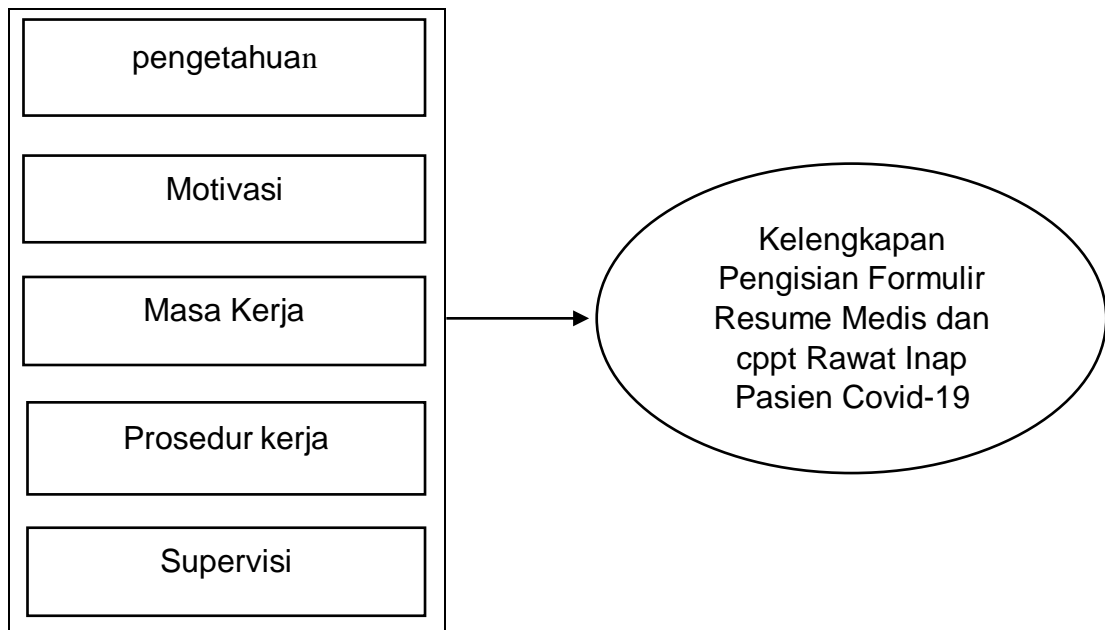 pengetahuan
Motivasi
Masa Kerja
Prosedur kerja
Supervisi
Kelengkapan
Pengisian Formulir
Resume Medis dan
cppt Rawat Inap
Pasien Covid-19